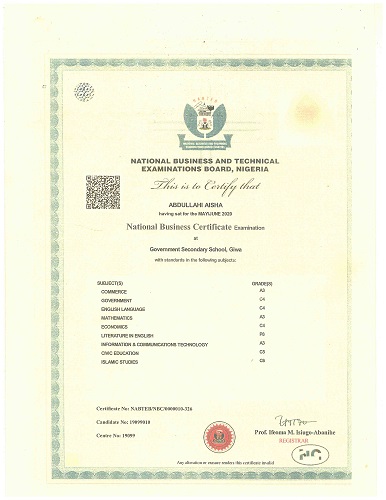 NABTEB
NATIONAL BUSINESS AND TECHNICAL
EXAMINATIONS BOARD, NIGERIA
This is to Certify that
ABDULLAHI AISHA
having sat for the MAY/JUNE 2020
National Business Certificate Examination
at
Government Secondary School, Giwa
with standards in the following subjects:
SUBJECT(S) GRADE(S)
COMMERCE A3
GOVERNMENT C4
ENGLISH LANGUAGE C4
MATHEMATICS A3
ECONOMICS C4
LITERATURE IN ENGLISH
INFORMATION & COMMUNICATIONS TECHNOLOGY A3
CIVIC EDUCATION C5
ISLAMIC STUDIES C5
Certificate No: NABTEB/NBC/0000019-326
Candidate No: 19099010
Centre No: 19099
Prof. Ifeoma M. Isiugo-Abanihe
REGISTRAR
Any alteration or erasure renders this certificate invalid